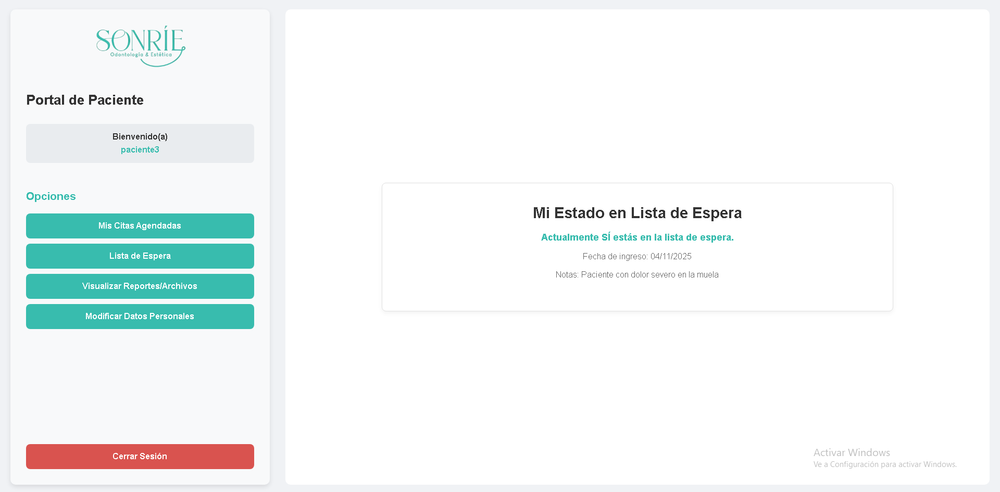 SONRÍE
Odontología & Estética
Portal de Paciente
Bienvenido(a)
paciente3
Opciones
Mis Citas Agendadas
Lista de Espera
Visualizar Reportes/Archivos
Modificar Datos Personales
Cerrar Sesión
Mi Estado en Lista de Espera
Actualmente SÍ estás en la lista de espera.
Fecha de ingreso: 04/11/2025
Notas: Paciente con dolor severo en la muela
Activar Windows
Ve a Configuración para activar Windows.